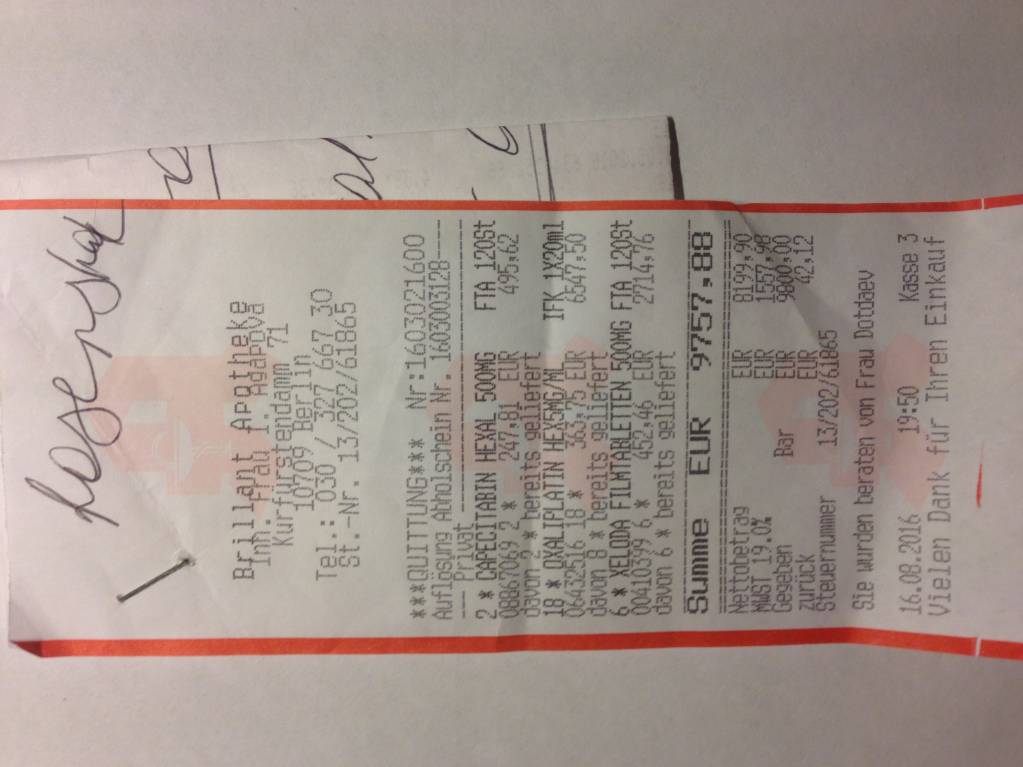 Brillant Apotheke
Inh. Frau I. Agapova
Kurfürstendamm 71
10709 Berlin
Tel.: 030 / 327 667 30
St.-Nr. 13/202/61865
***QUITTUNG*** Nr:1603021600
Auflösung Abholschein Nr. 1603003128----
---- Privat ----
2 * CAPECITABIN HEXAL 500MG FTA 120St
08867069 2 * 247,81 EUR 495,62
davon 2 * bereits geliefert
18 * OXALIPLATIN HEX5MG/ML IFK 1X20ml
06432516 18 * 363,75 EUR 6547,50
davon 8 * bereits geliefert
6 * XELODA FILMTABLETTEN 500MG FTA 120St
00410399 6 * 452,46 EUR 2714,76
davon 6 * bereits geliefert
Summe EUR 9757,88
Nettobetrag EUR 8199,90
MWST 19.0% EUR 1557,98
Gegeben Bar EUR 9800,00
zurück EUR 42,12
Steuernummer 13/202/61865
Sie wurden beraten von Frau Dotdaev
16.08.2016 19:50 Kasse 3
Vielen Dank für Ihren Einkauf